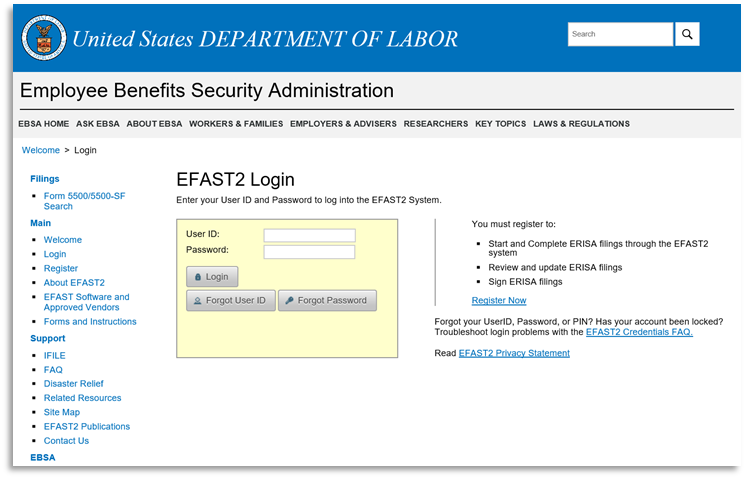 United States DEPARTMENT OF LABOR
Search
Employee Benefits Security Administration
EBSA HOME ASK EBSA ABOUT EBSA WORKERS & FAMILIES EMPLOYERS & ADVISERS RESEARCHERS KEY TOPICS LAWS & REGULATIONS
Welcome > Login
Filings
Form 5500/5500-SF
Search
Main
Welcome
Login
Register
About EFAST2
EFAST Software and
Approved Vendors
Forms and Instructions
Support
IFILE
FAQ
Disaster Relief
Related Resources
Site Map
EFAST2 Publications
Contact Us
EBSA
EFAST2 Login
Enter your User ID and Password to log into the EFAST2 System.
User ID:
Password:
Login
Forgot User ID Forgot Password
You must register to:
Start and Complete ERISA filings through the EFAST2
system
Review and update ERISA filings
Sign ERISA filings
Register Now
Forgot your UserID, Password, or PIN? Has your account been locked?
Troubleshoot login problems with the EFAST2 Credentials FAQ.
Read EFAST2 Privacy Statement